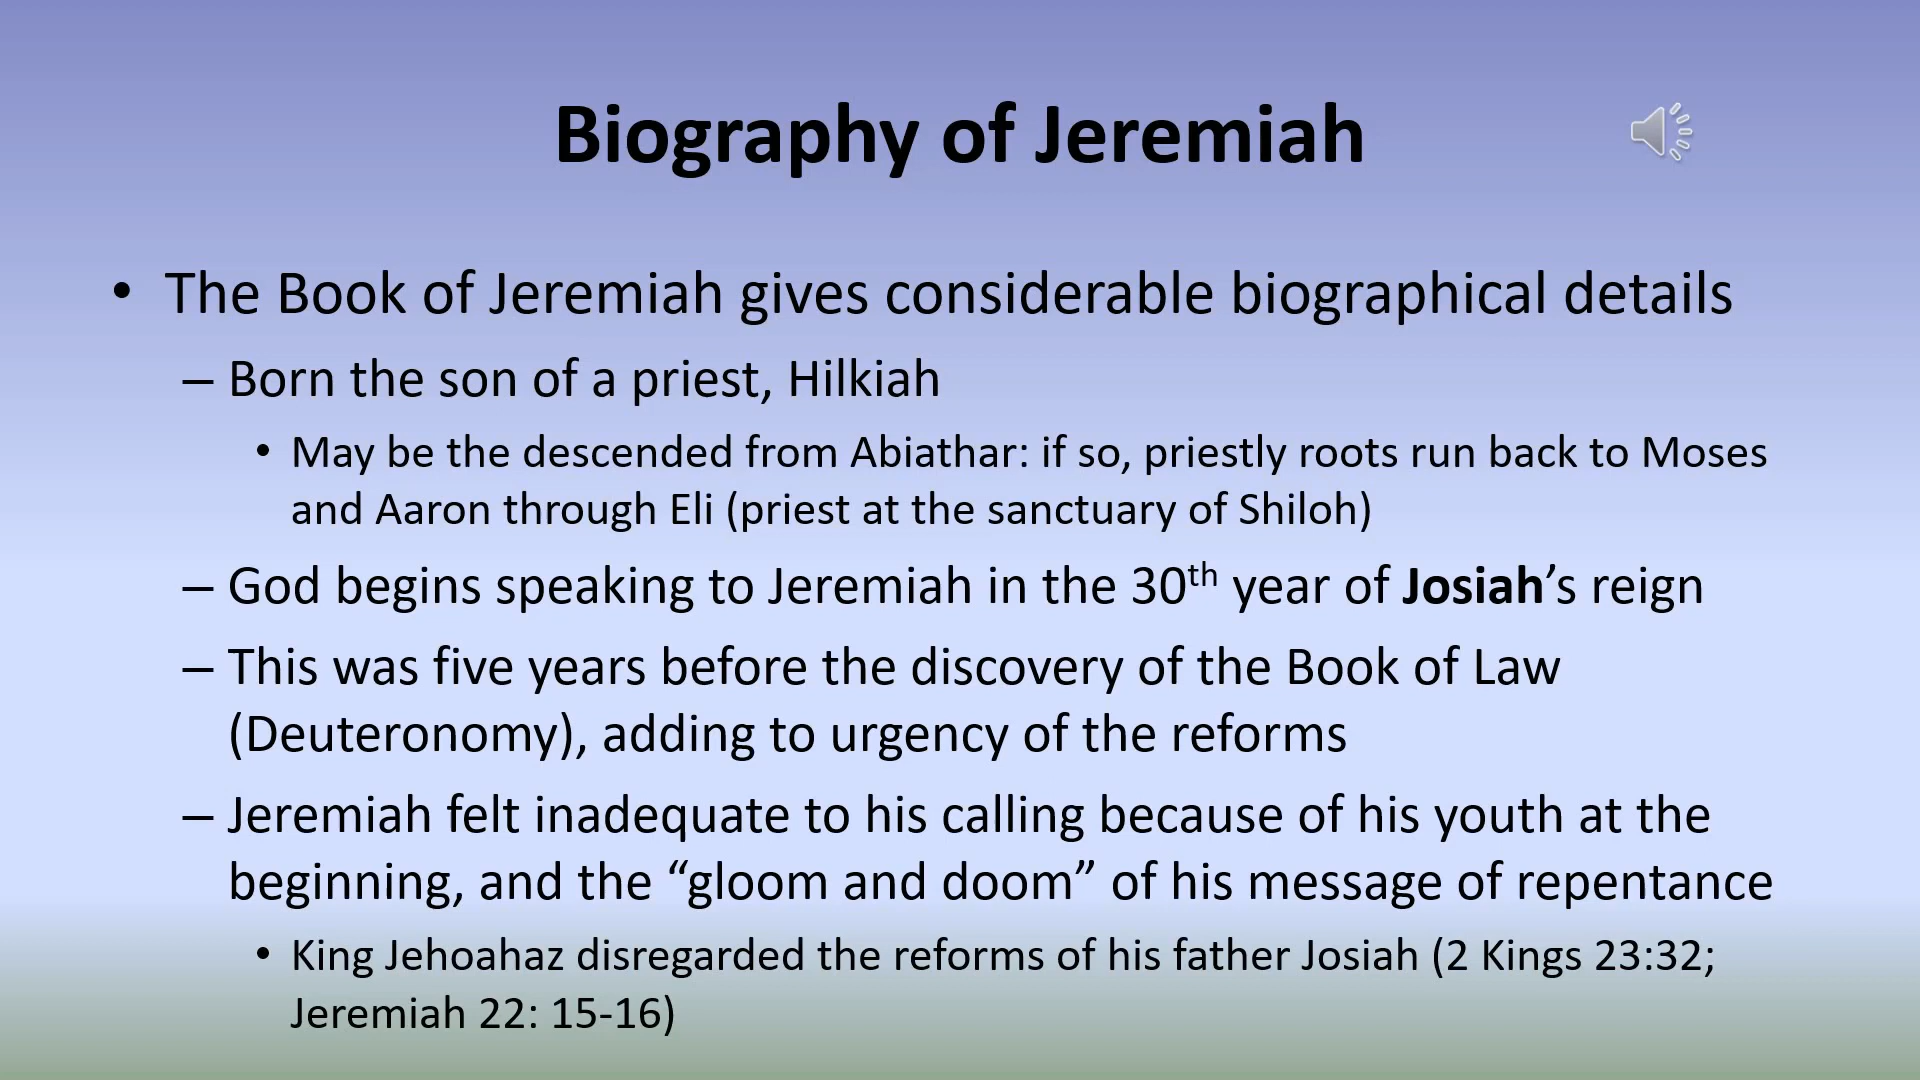 Biography of Jeremiah
• The Book of Jeremiah gives considerable biographical details
– Born the son of a priest, Hilkiah
• May be the descended from Abiathar: if so, priestly roots run back to Moses
and Aaron through Eli (priest at the sanctuary of Shiloh)
– God begins speaking to Jeremiah in the 30th year of Josiah’s reign
– This was five years before the discovery of the Book of Law
(Deuteronomy), adding to urgency of the reforms
– Jeremiah felt inadequate to his calling because of his youth at the
beginning, and the “gloom and doom” of his message of repentance
• King Jehoahaz disregarded the reforms of his father Josiah (2 Kings 23:32;
Jeremiah 22: 15-16)